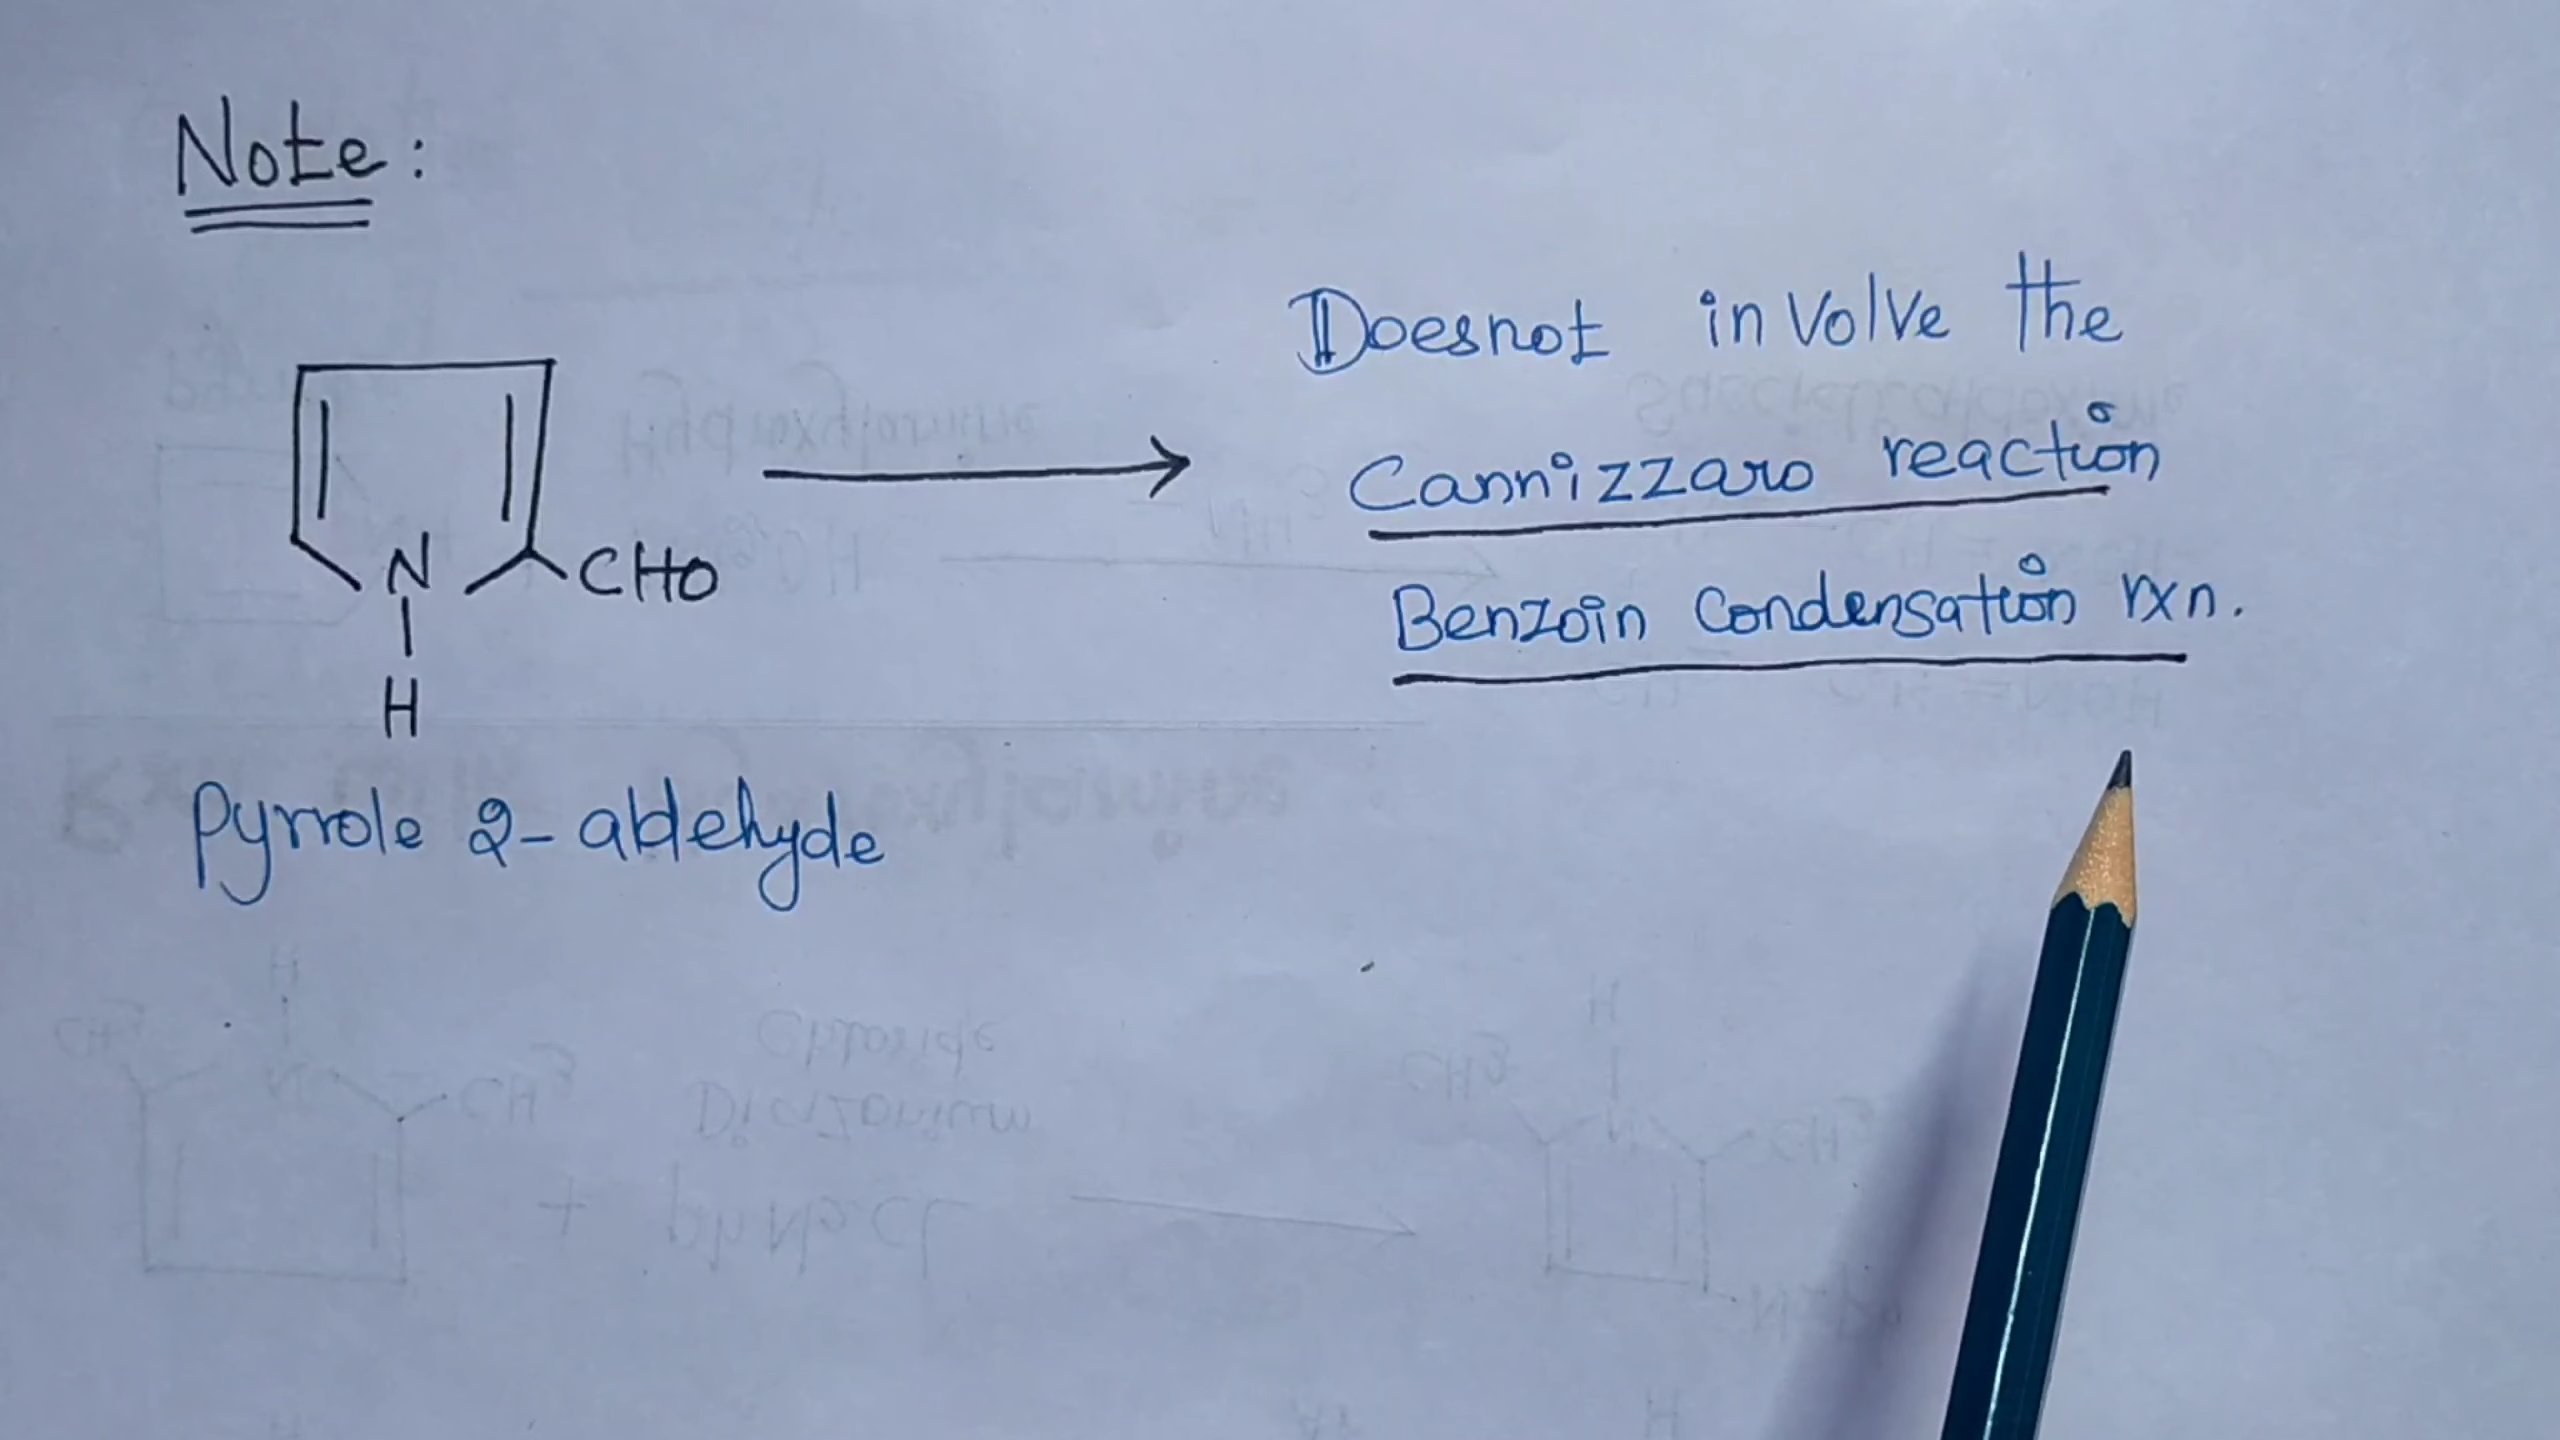 Note:
Doesnot involve the
Cannizzaro reaction
Benzoin Condensation rxn.
N
CHO
H
Pyrrole 2-aldehyde